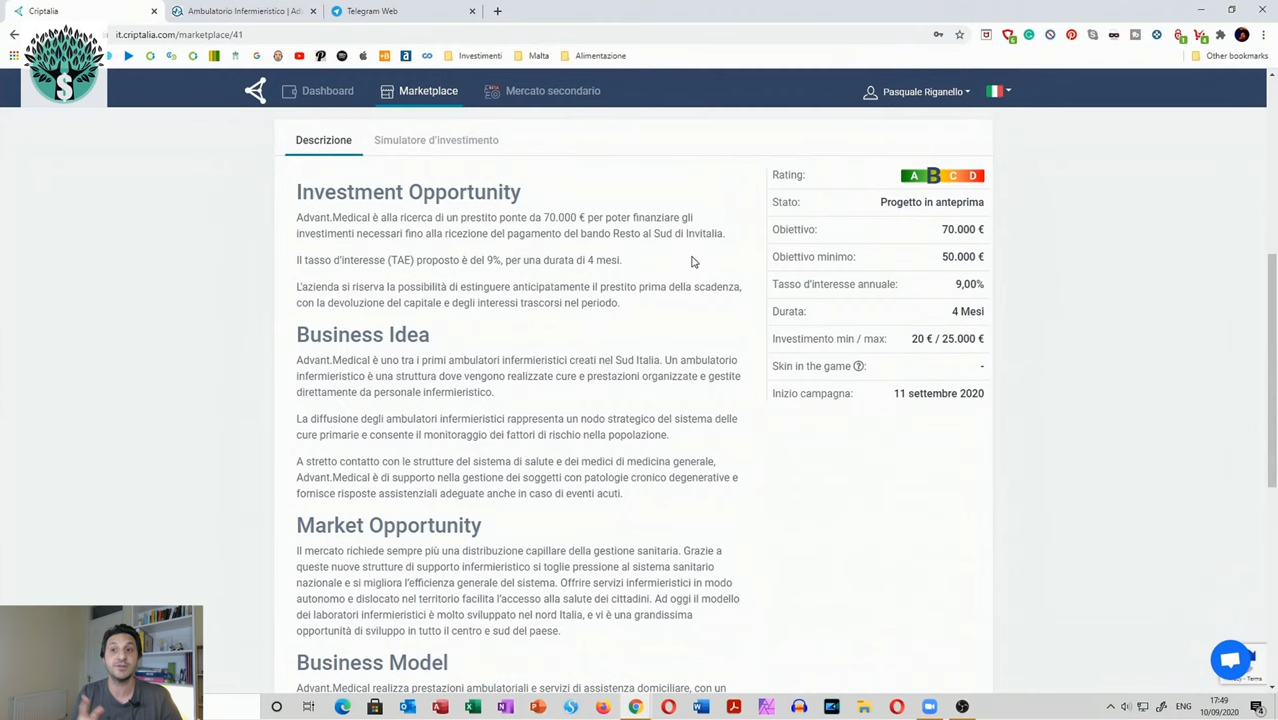 Criptalia
Ambulatorio Infermieristico | Adv
Telegram Web
it.criptalia.com/marketplace/41
Investimenti
Malta
Alimentazione
Other bookmarks
S
Dashboard
Marketplace
Mercato secondario
Pasquale Riganello
Descrizione
Simulatore d'investimento
Investment Opportunity
Advant.Medical è alla ricerca di un prestito ponte da 70.000 € per poter finanziare gli
investimenti necessari fino alla ricezione del pagamento del bando Resto al Sud di Invitalia.
Il tasso d'interesse (TAE) proposto è del 9%, per una durata di 4 mesi.
L'azienda si riserva la possibilità di estinguere anticipatamente il prestito prima della scadenza,
con la devoluzione del capitale e degli interessi trascorsi nel periodo.
Business Idea
Advant.Medical è uno tra i primi ambulatori infermieristici creati nel Sud Italia. Un ambulatorio
infermieristico è una struttura dove vengono realizzate cure e prestazioni organizzate e gestite
direttamente da personale infermieristico.
La diffusione degli ambulatori infermieristici rappresenta un nodo strategico del sistema delle
cure primarie e consente il monitoraggio dei fattori di rischio nella popolazione.
A stretto contatto con le strutture del sistema di salute e dei medici di medicina generale,
Advant.Medical è di supporto nella gestione dei soggetti con patologie cronico degenerative e
fornisce risposte assistenziali adeguate anche in caso di eventi acuti.
Market Opportunity
Il mercato richiede sempre più una distribuzione capillare della gestione sanitaria. Grazie a
queste nuove strutture di supporto infermieristico si toglie pressione al sistema sanitario
nazionale e si migliora l'efficienza generale del sistema. Offrire servizi infermieristici in modo
autonomo e dislocato nel territorio facilita l'accesso alla salute dei cittadini. Ad oggi il modello
dei laboratori infermieristici è molto sviluppato nel nord Italia, e vi è una grandissima
opportunità di sviluppo in tutto il centro e sud del paese.
Business Model
Advant.Medical realizza prestazioni ambulatoriali e servizi di assistenza domiciliare, con un
Rating: A B C D
Stato: Progetto in anteprima
Obiettivo: 70.000 €
Obiettivo minimo: 50.000 €
Tasso d'interesse annuale: 9,00%
Durata: 4 Mesi
Investimento min / max: 20 € / 25.000 €
Skin in the game ?: -
Inizio campagna: 11 settembre 2020
Privacy - Terms
17:49
10/09/2020